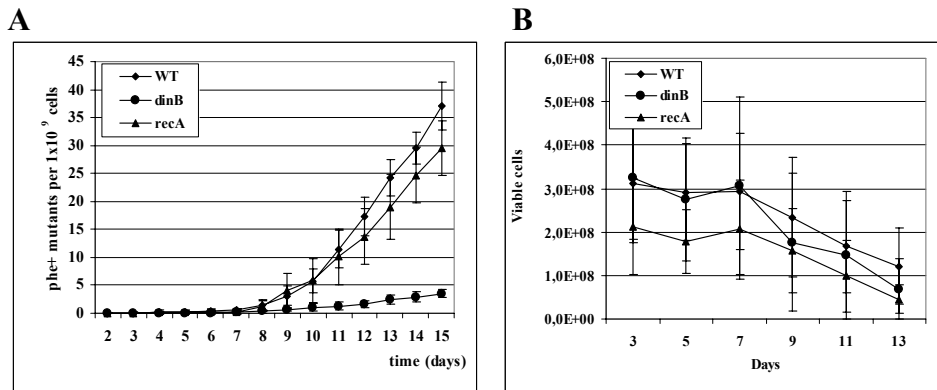 A
phe+ mutants per 1x10 9 cells
45
40
35
30
25
20
15
10
5
0
WT
dinB
recA
2 3 4 5 6 7 8 9 10 11 12 13 14 15
time (days)
B
Viable cells
6,0E+08
5,0E+08
4,0E+08
3,0E+08
2,0E+08
1,0E+08
0,0E+00
WT
dinB
recA
3 5 7 9 11 13
Days